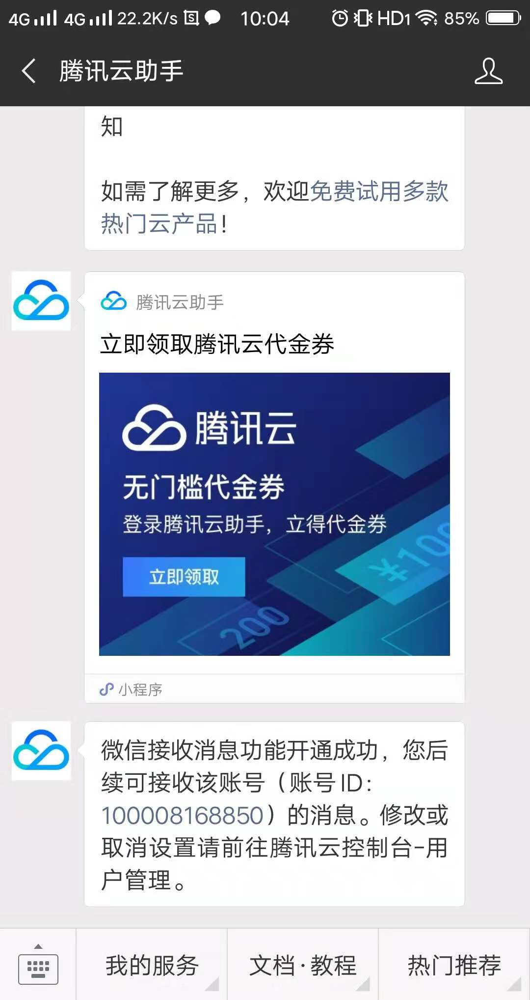 4G 4G 22.2K/s 10:04 HD1 85%
腾讯云助手
知
如需了解更多，欢迎免费试用多款
热门云产品！
腾讯云助手
立即领取腾讯云代金券
腾讯云
无门槛代金券
登录腾讯云助手，立得代金券
立即领取
¥100
200
小程序
微信接收消息功能开通成功，您后
续可接收该账号（账号ID：
100008168850）的消息。修改或
取消设置请前往腾讯云控制台-用
户管理。
我的服务
文档·教程
热门推荐